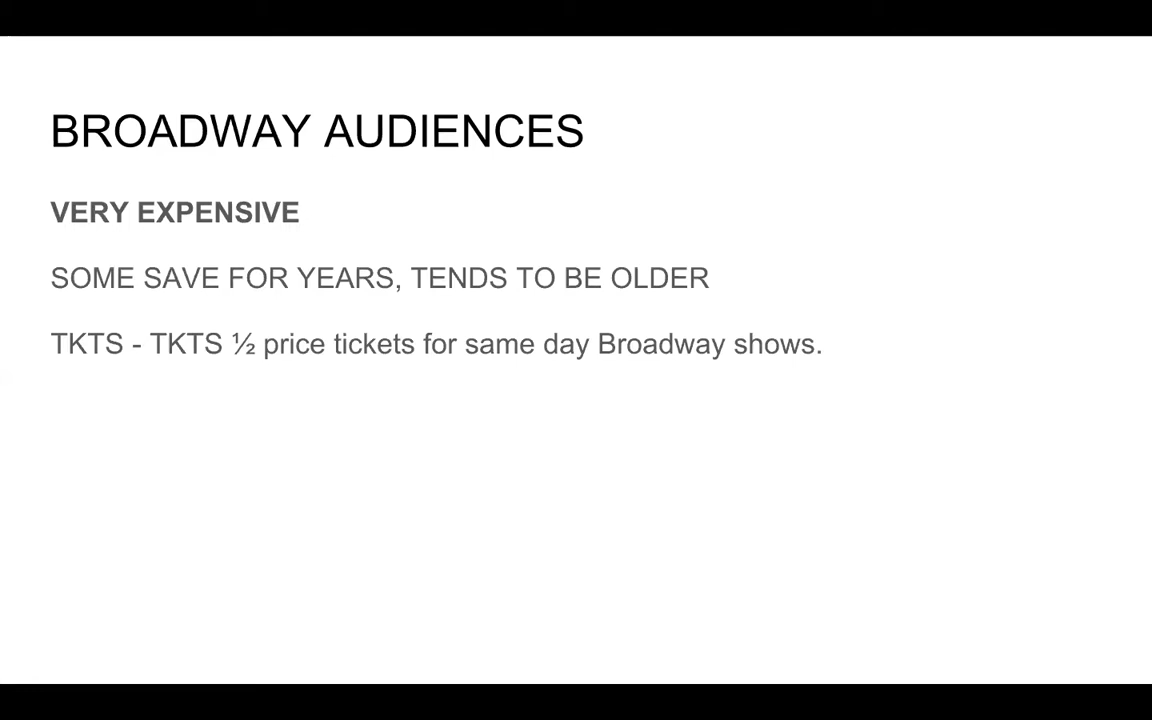 BROADWAY AUDIENCES
VERY EXPENSIVE
SOME SAVE FOR YEARS, TENDS TO BE OLDER
TKTS - TKTS ½ price tickets for same day Broadway shows.